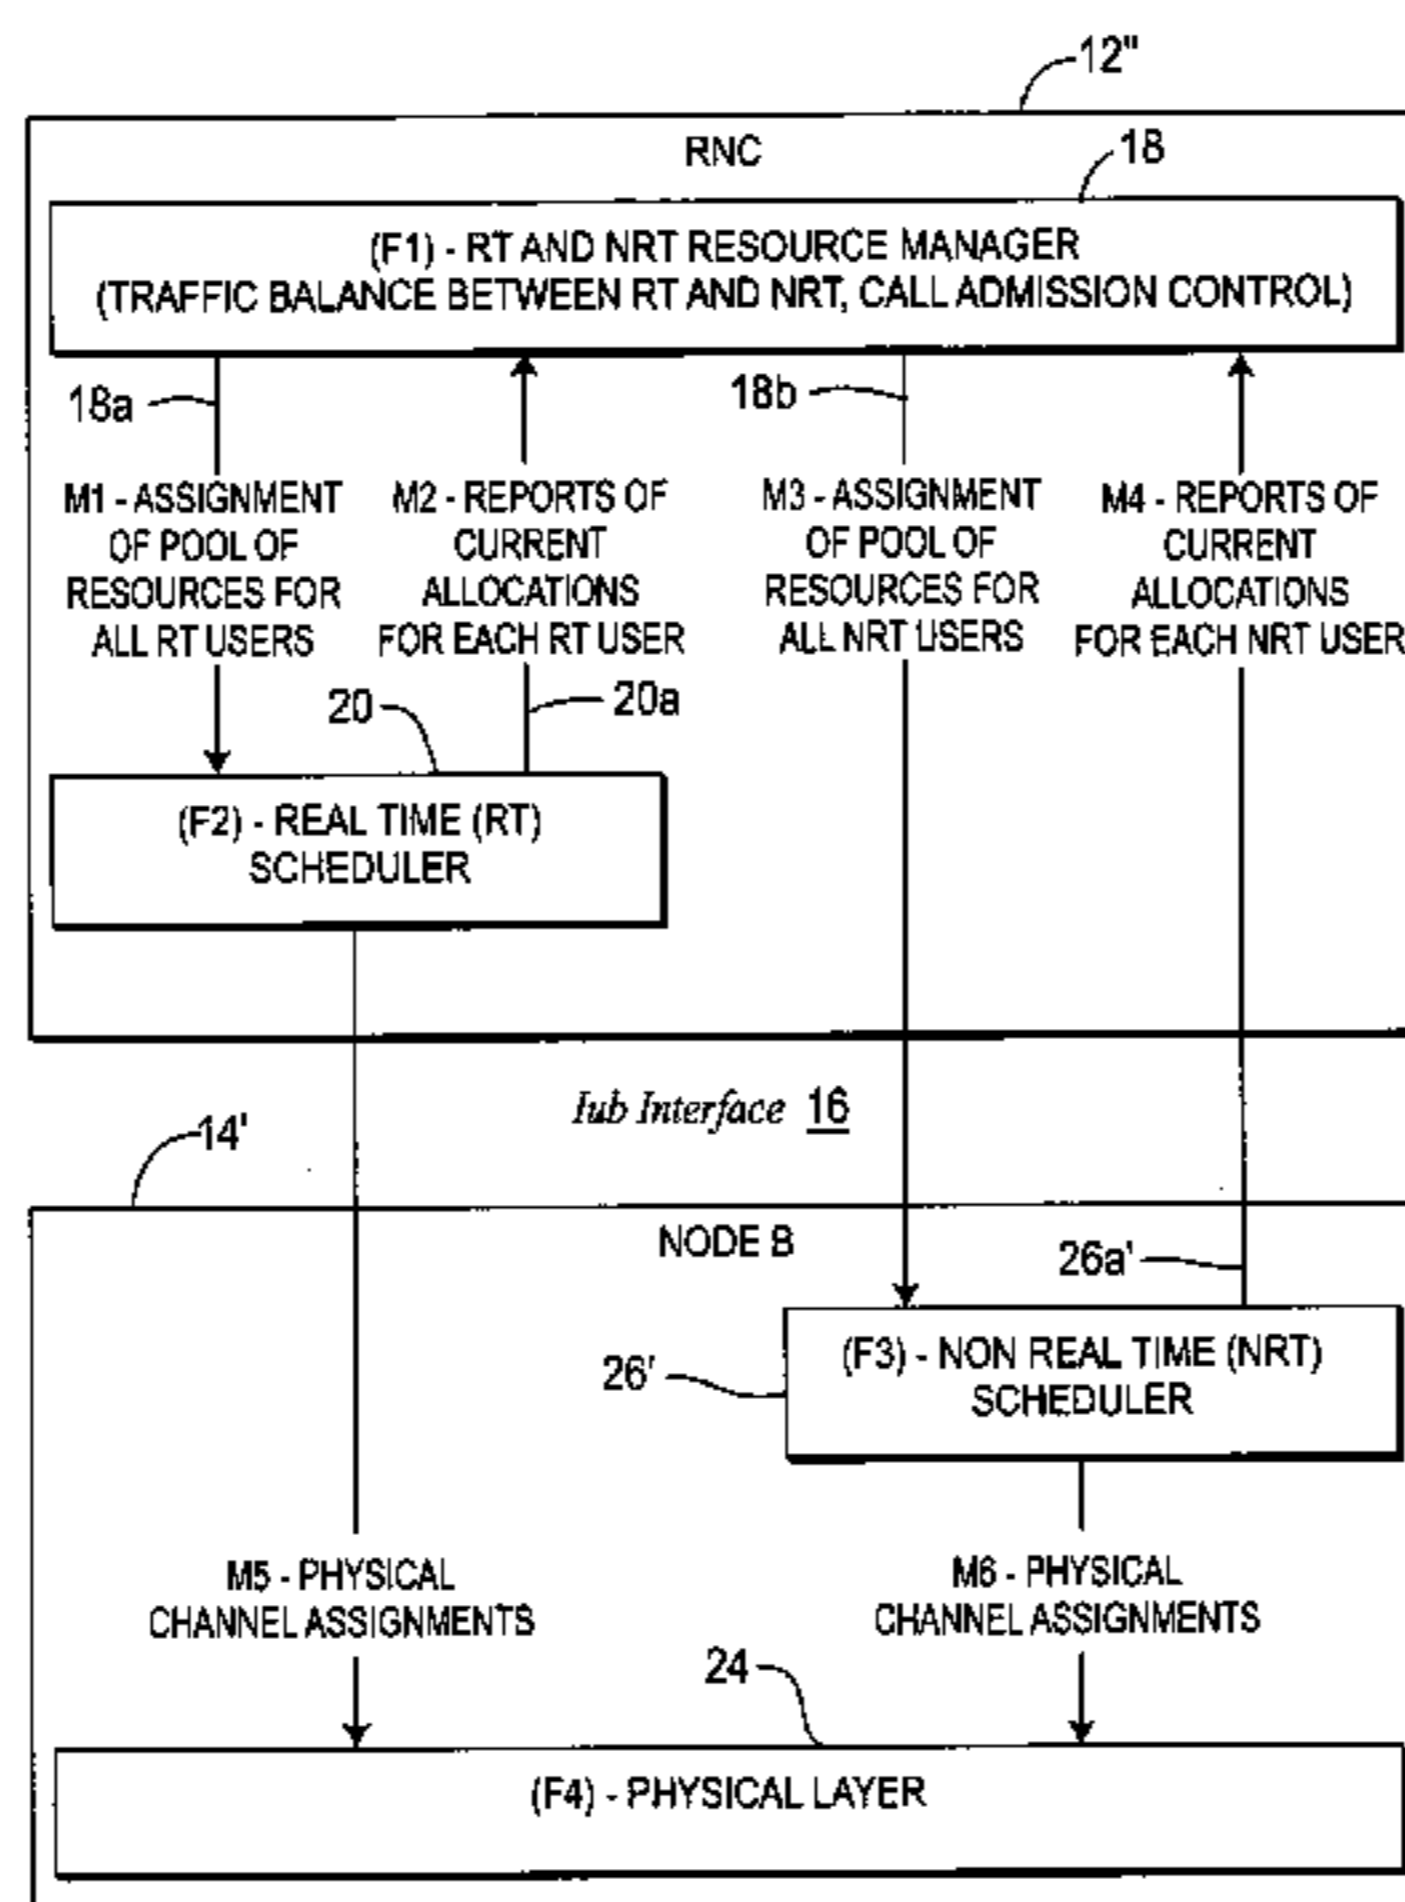 12"
RNC
18
(F1) - RT AND NRT RESOURCE MANAGER
(TRAFFIC BALANCE BETWEEN RT AND NRT, CALL ADMISSION CONTROL)
18a
18b
M1 - ASSIGNMENT
OF POOL OF
RESOURCES FOR
ALL RT USERS
M2 - REPORTS OF
CURRENT
ALLOCATIONS
FOR EACH RT USER
M3 - ASSIGNMENT
OF POOL OF
RESOURCES FOR
ALL NRT USERS
M4 - REPORTS OF
CURRENT
ALLOCATIONS
FOR EACH NRT USER
20
20a
(F2) - REAL TIME (RT)
SCHEDULER
Iub Interface 16
14'
NODE B
26a'
26'
(F3) - NON REAL TIME (NRT)
SCHEDULER
M5 - PHYSICAL
CHANNEL ASSIGNMENTS
M6 - PHYSICAL
CHANNEL ASSIGNMENTS
24
(F4) - PHYSICAL LAYER